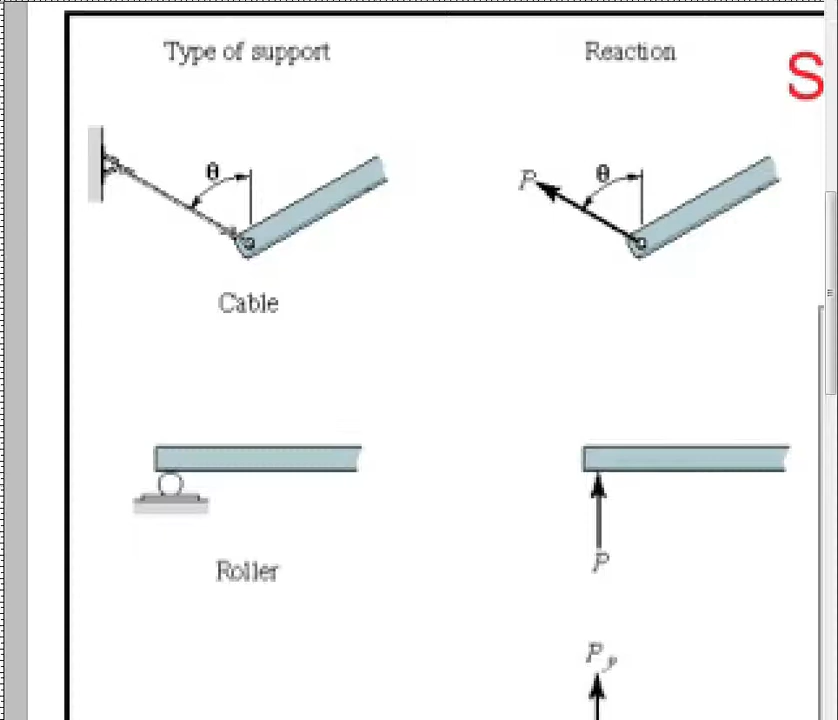 Type of support Reaction S
θ θ
P
Cable
Roller
P
P y